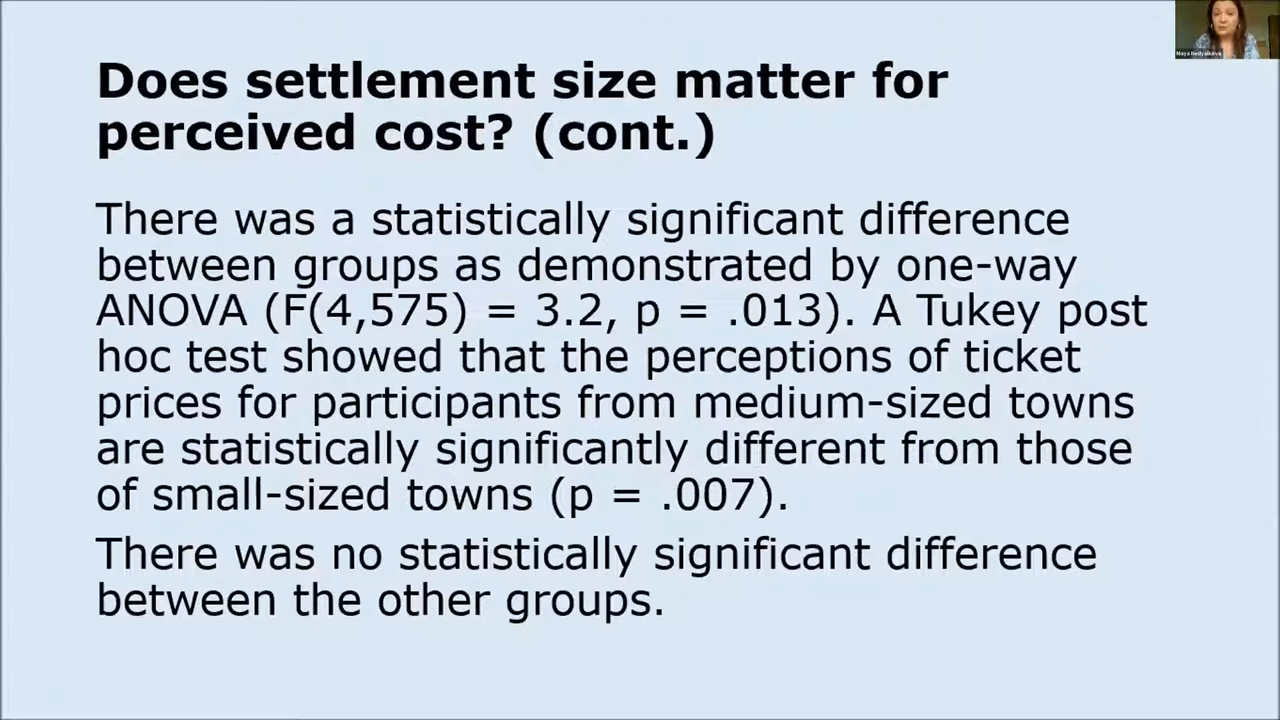 Maya Nedyalkova
Does settlement size matter for
perceived cost? (cont.)
There was a statistically significant difference
between groups as demonstrated by one-way
ANOVA (F(4,575) = 3.2, p = .013). A Tukey post
hoc test showed that the perceptions of ticket
prices for participants from medium-sized towns
are statistically significantly different from those
of small-sized towns (p = .007).
There was no statistically significant difference
between the other groups.